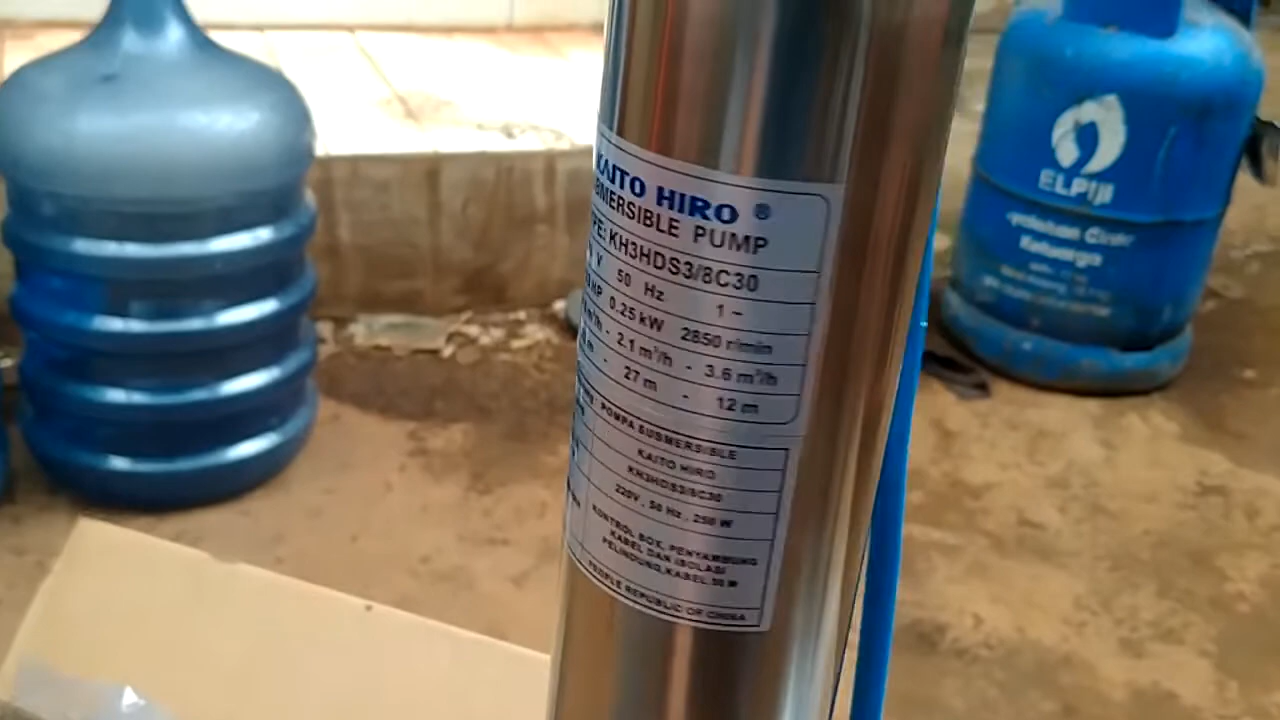 KAITO HIRO ®
SUBMERSIBLE PUMP
TYPE: KH3HDS3/8C30
V 50 Hz 1~
HP 0.25 kW 2850 r/min
m³/h - 2.1 m³/h - 3.6 m³/h
m - 27 m - 12 m
POMPA SUBMERSIBLE
KAITO HIRO
KH3HDS3/8C30
220V , 50 Hz , 250 W
KONTROL BOX, PENYAMBUNG
KABEL DAN ISOLASI
PELINDUNG, KABEL 30 M
PEOPLE REPUBLIC OF CHINA
ELPIJI